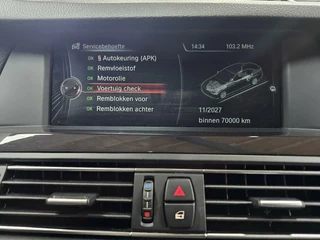 Servicebehoefte
14:34
103.2 MHz
OK § Autokeuring (APK)
OK Remvloeistof
OK Motorolie
OK Voertuig check
OK Remblokken voor
OK Remblokken achter
11/2027
binnen 70000 km